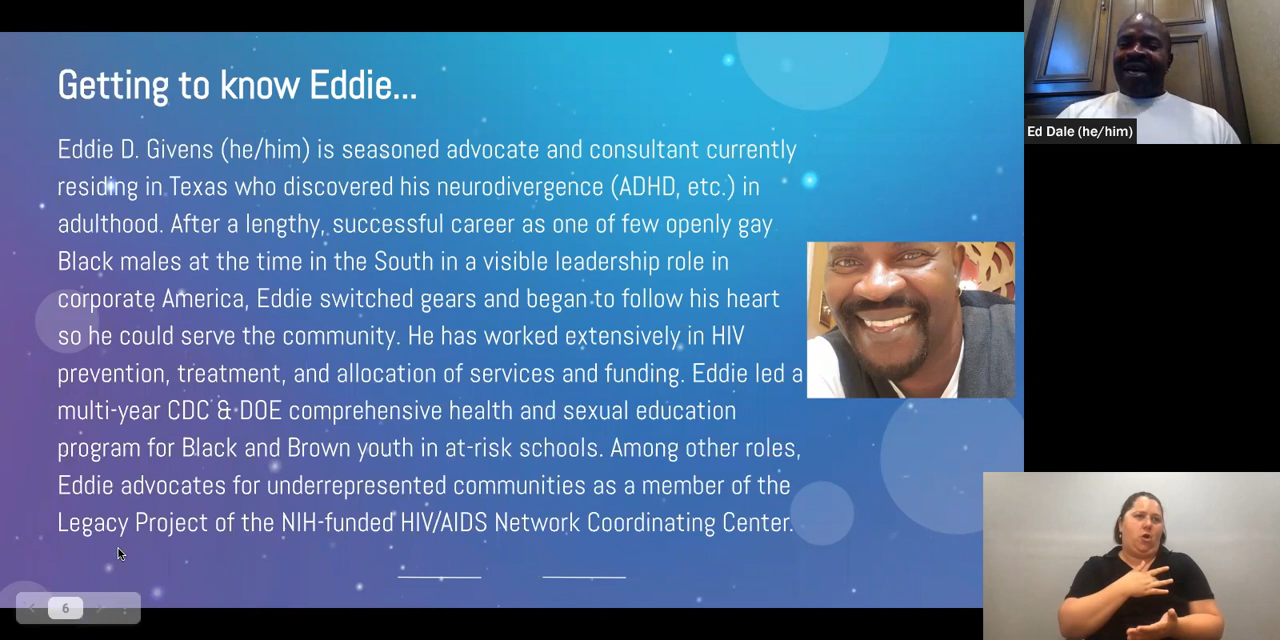 Getting to know Eddie...
Eddie D. Givens (he/him) is seasoned advocate and consultant currently
residing in Texas who discovered his neurodivergence (ADHD, etc.) in
adulthood. After a lengthy, successful career as one of few openly gay
Black males at the time in the South in a visible leadership role in
corporate America, Eddie switched gears and began to follow his heart
so he could serve the community. He has worked extensively in HIV
prevention, treatment, and allocation of services and funding. Eddie led a
multi-year CDC & DOE comprehensive health and sexual education
program for Black and Brown youth in at-risk schools. Among other roles,
Eddie advocates for underrepresented communities as a member of the
Legacy Project of the NIH-funded HIV/AIDS Network Coordinating Center.
6
Ed Dale (he/him)